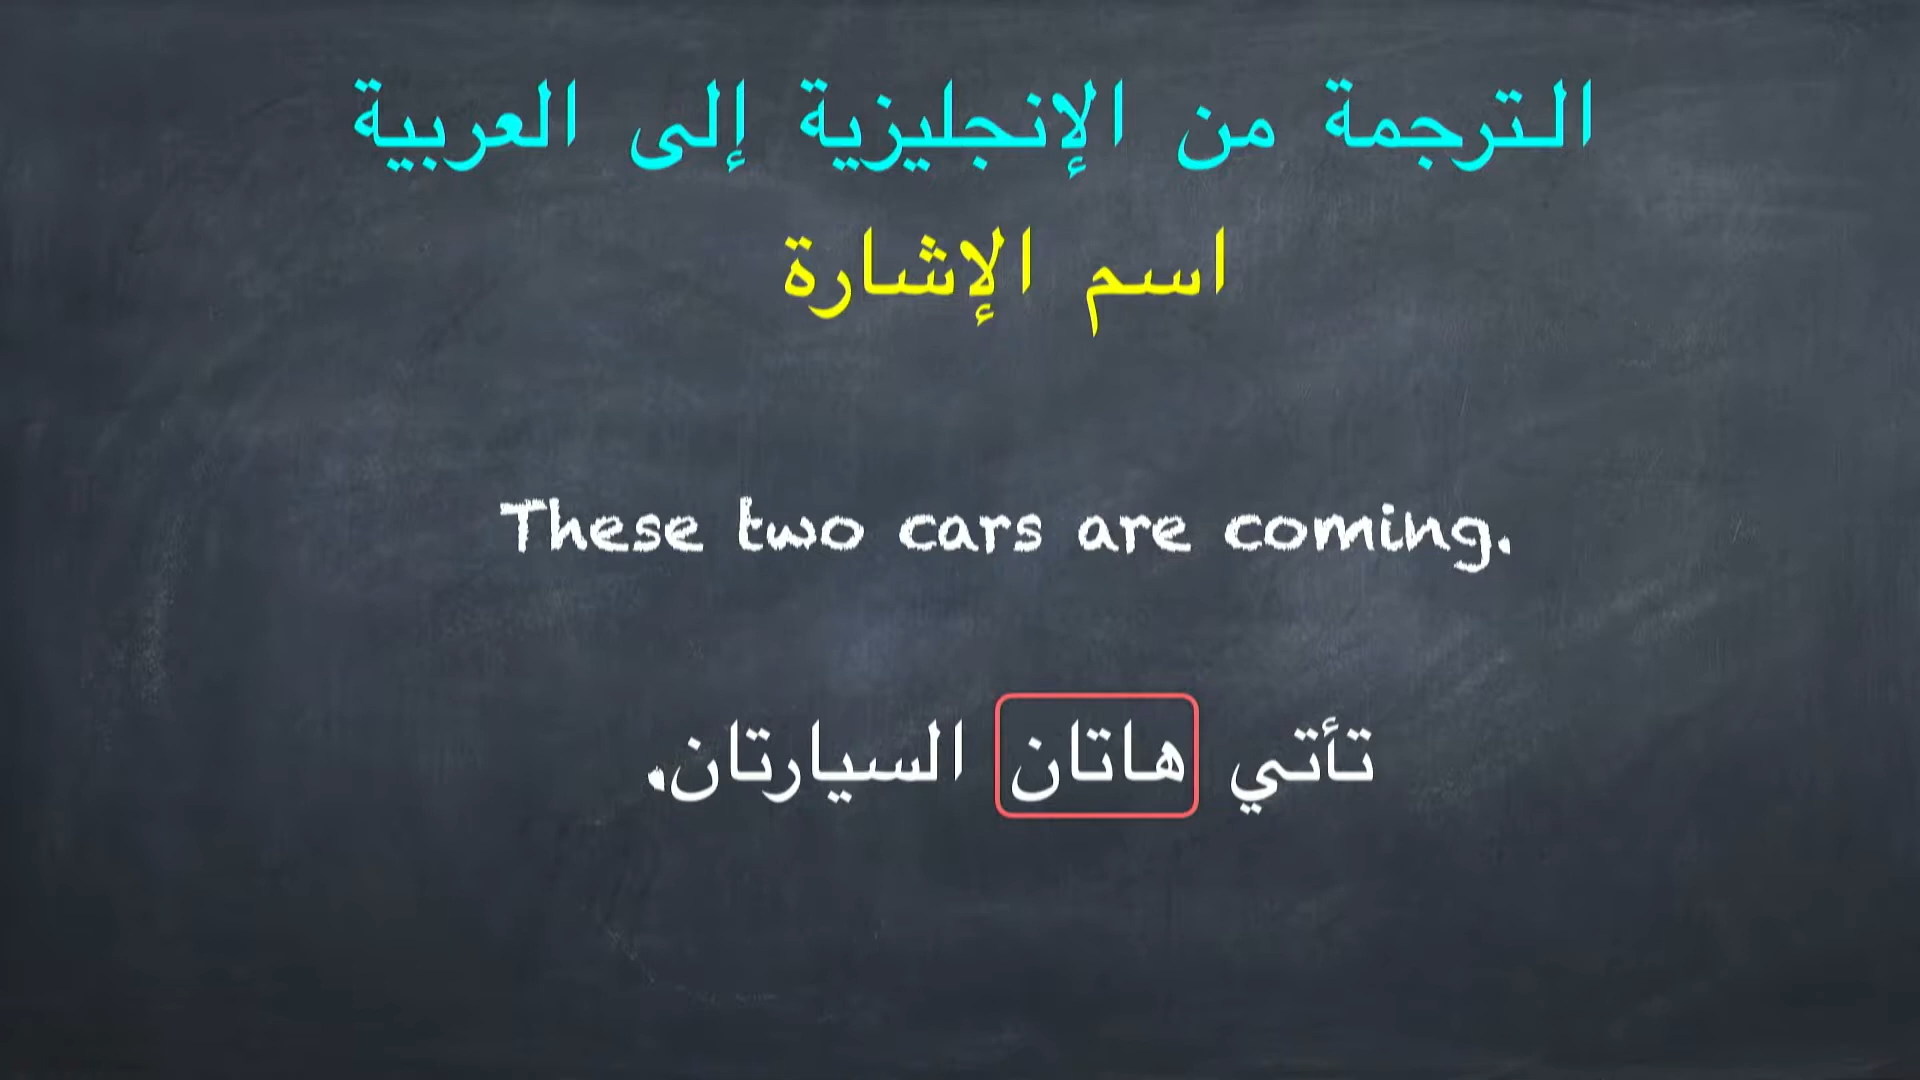 الترجمة من الإنجليزية إلى العربية
اسم الإشارة
These two cars are coming.
تأتي هاتان السيارتان.